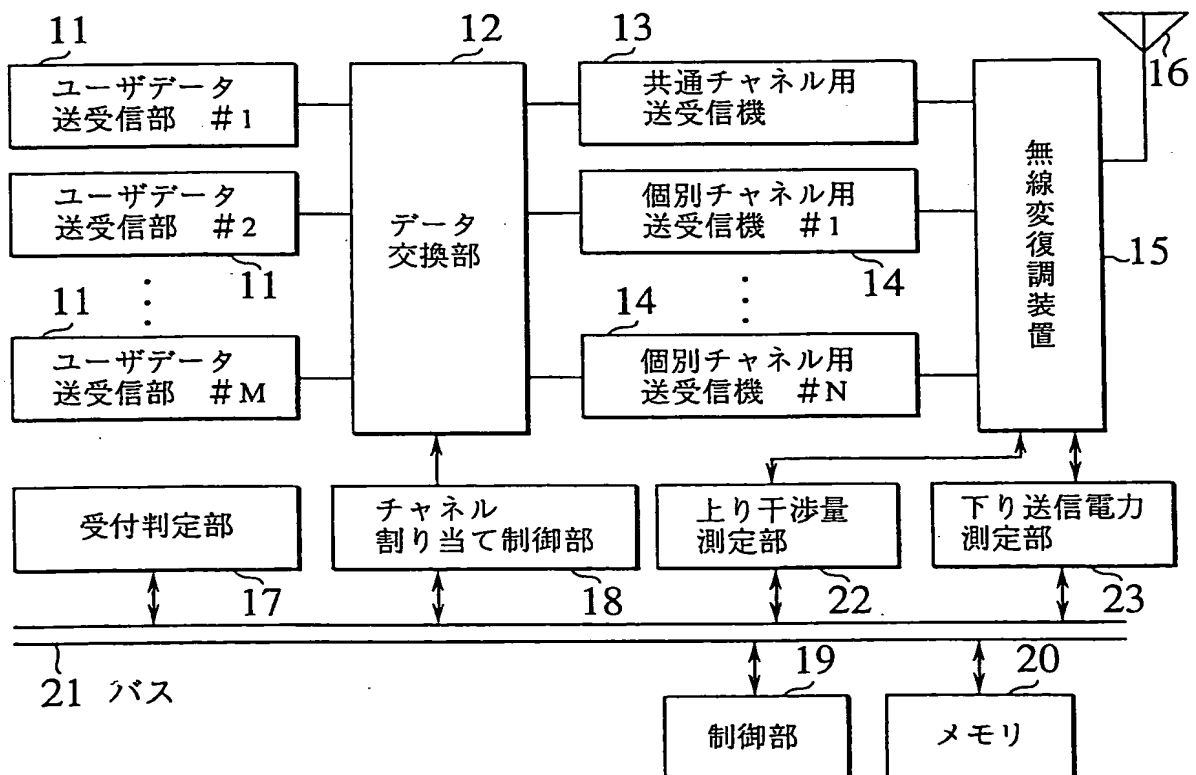 11
12
13
16
ユーザデータ
送受信部 #1
共通チャネル用
送受信機
ユーザデータ
送受信部 #2
11
データ
交換部
個別チャネル用
送受信機 #1
14
無線変復調装置
15
11
ユーザデータ
送受信部 #M
14
個別チャネル用
送受信機 #N
受付判定部
17
チャネル
割り当て制御部
18
上り干渉量
測定部
22
下り送信電力
測定部
23
21 バス
19
20
制御部
メモリ